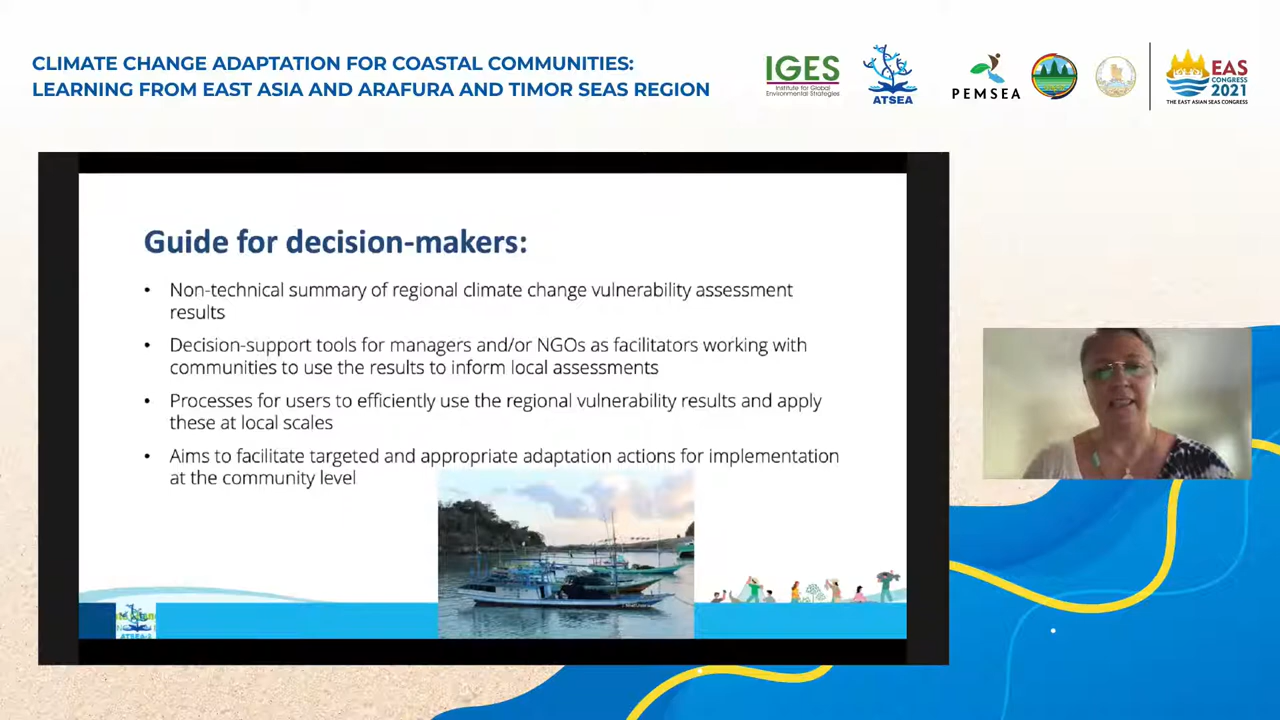 CLIMATE CHANGE ADAPTATION FOR COASTAL COMMUNITIES:
LEARNING FROM EAST ASIA AND ARAFURA AND TIMOR SEAS REGION
IGES
Institute for Global
Environmental Strategies
ATSEA
PEMSEA
EAS
CONGRESS
2021
THE EAST ASIAN SEAS CONGRESS
Guide for decision-makers:
• Non-technical summary of regional climate change vulnerability assessment
results
• Decision-support tools for managers and/or NGOs as facilitators working with
communities to use the results to inform local assessments
• Processes for users to efficiently use the regional vulnerability results and apply
these at local scales
• Aims to facilitate targeted and appropriate adaptation actions for implementation
at the community level
ATSEA-2